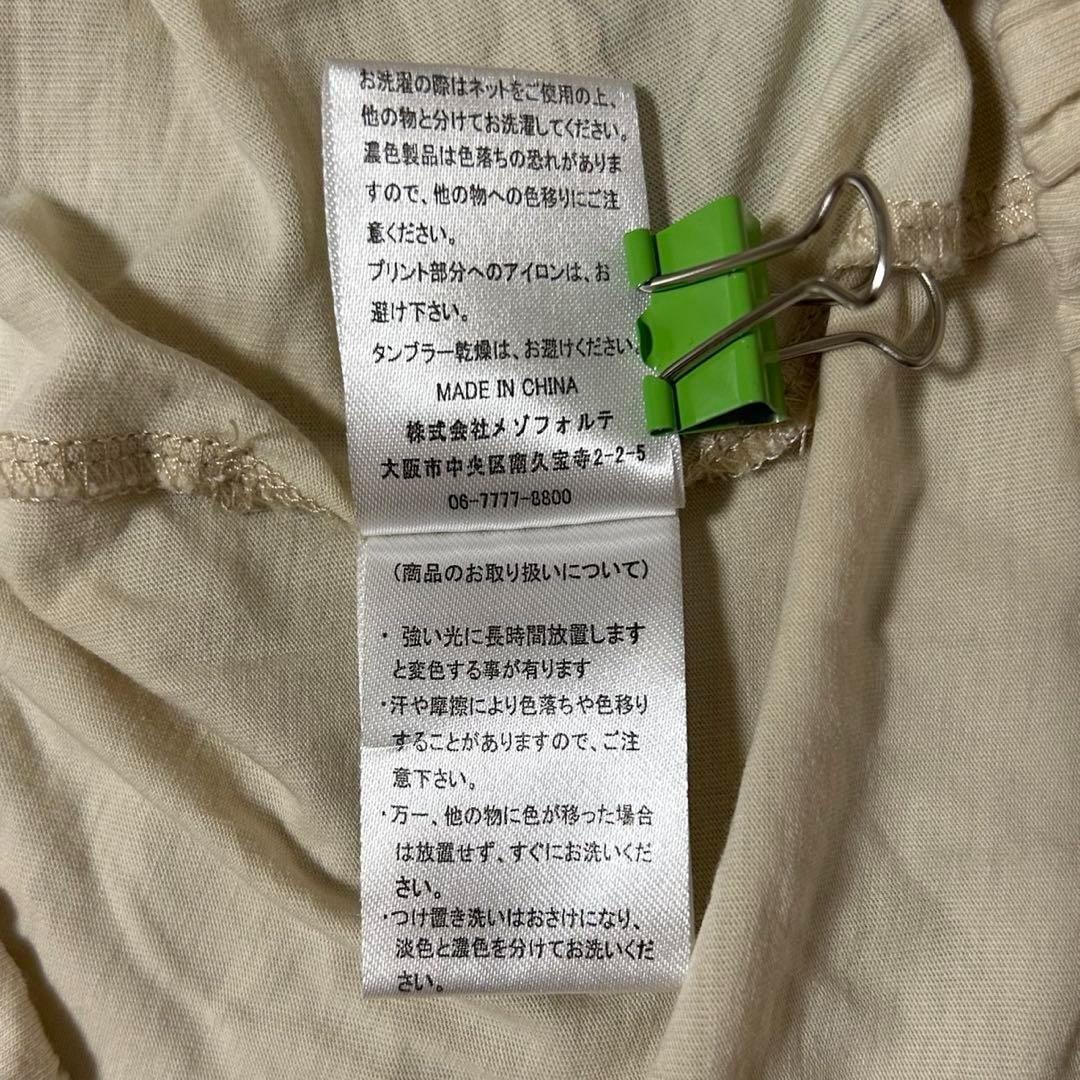 お洗濯の際はネットをご使用の上、
他の物と分けてお洗濯してください。
濃色製品は色落ちの恐れがありま
すので、他の物への色移りにご注
意ください。
プリント部分へのアイロンは、お
避け下さい。
タンブラー乾燥は、お避けください。
MADE IN CHINA
株式会社メゾフォルテ
大阪市中央区南久宝寺2-2-5
06-7777-8800
(商品のお取り扱いについて)
・強い光に長時間放置します
と変色する事が有ります
・汗や摩擦により色落ちや色移り
することがありますので、ご注
意下さい。
・万一、他の物に色が移った場合
は放置せず、すぐにお洗いくだ
さい。
・つけ置き洗いはおさけになり、
淡色と濃色を分けてお洗いくだ
さい。